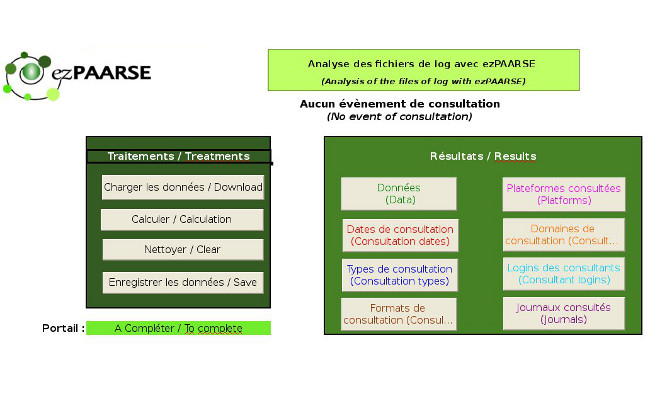 ezPAARSE
Analyse des fichiers de log avec ezPAARSE
(Analysis of the files of log with ezPAARSE)
Aucun évènement de consultation
(No event of consultation)
Traitements / Treatments
Charger les données / Download
Calculer / Calculation
Nettoyer / Clear
Enregistrer les données / Save
Portail : A Compléter / To complete
Résultats / Results
Données
(Data)
Plateformes consultées
(Platforms)
Dates de consultation
(Consultation dates)
Domaines de
consultation (Consult...
Types de consultation
(Consultation types)
Logins des consultants
(Consultant logins)
Formats de
consultation (Consul...
Journaux consultés
(Journals)